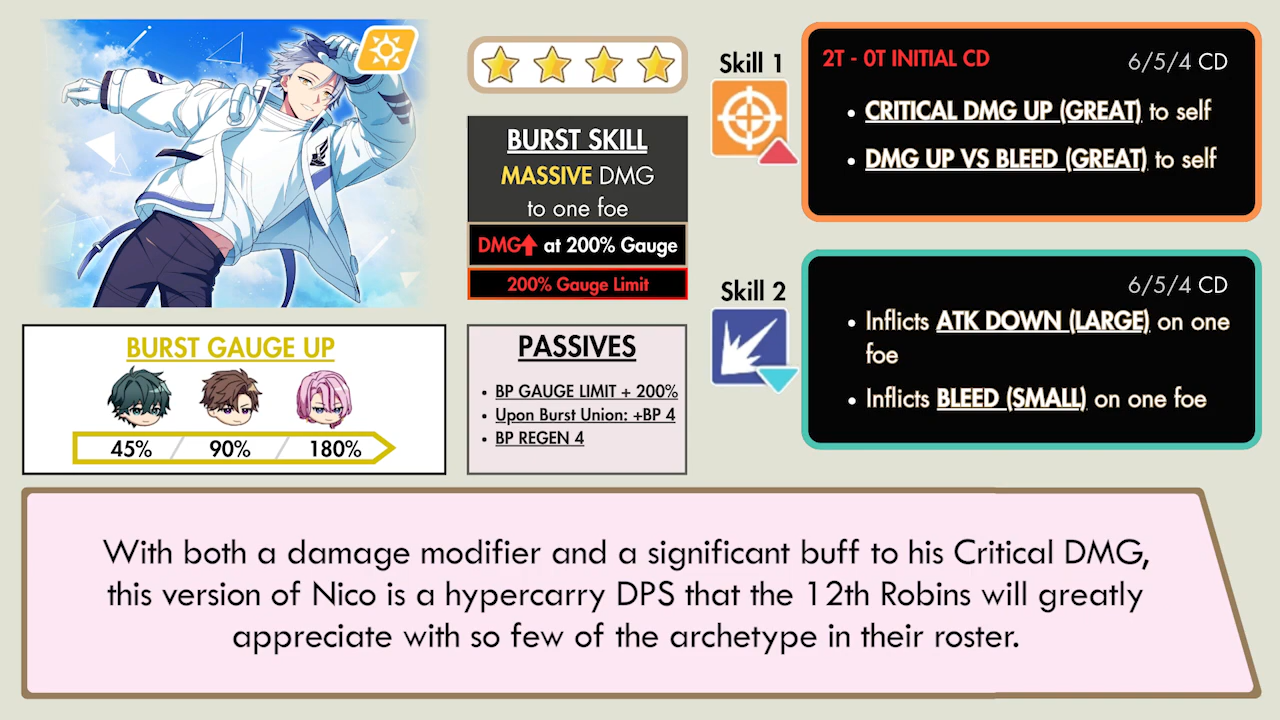 BURST SKILL
MASSIVE DMG
to one foe
DMG at 200% Gauge
200% Gauge Limit
Skill 1
2T - 0T INITIAL CD
6/5/4 CD
• CRITICAL DMG UP (GREAT) to self
• DMG UP VS BLEED (GREAT) to self
Skill 2
6/5/4 CD
• Inflicts ATK DOWN (LARGE) on one
foe
• Inflicts BLEED (SMALL) on one foe
BURST GAUGE UP
45% / 90% / 180%
PASSIVES
• BP GAUGE LIMIT + 200%
• Upon Burst Union: +BP 4
• BP REGEN 4
With both a damage modifier and a significant buff to his Critical DMG,
this version of Nico is a hypercarry DPS that the 12th Robins will greatly
appreciate with so few of the archetype in their roster.